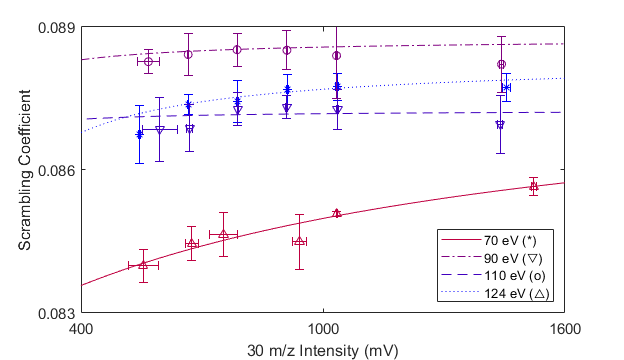 0.089
0.086
0.083
Scrambling Coefficient
70 eV (*)
90 eV (▽)
110 eV (o)
124 eV (△)
400
1000
1600
30 m/z Intensity (mV)